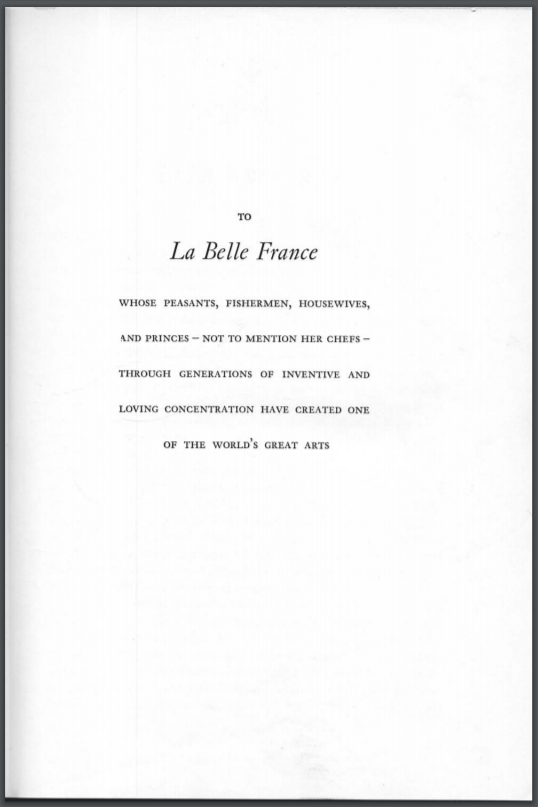 TO
La Belle France
WHOSE PEASANTS, FISHERMEN, HOUSEWIVES,
AND PRINCES – NOT TO MENTION HER CHEFS –
THROUGH GENERATIONS OF INVENTIVE AND
LOVING CONCENTRATION HAVE CREATED ONE
OF THE WORLD'S GREAT ARTS